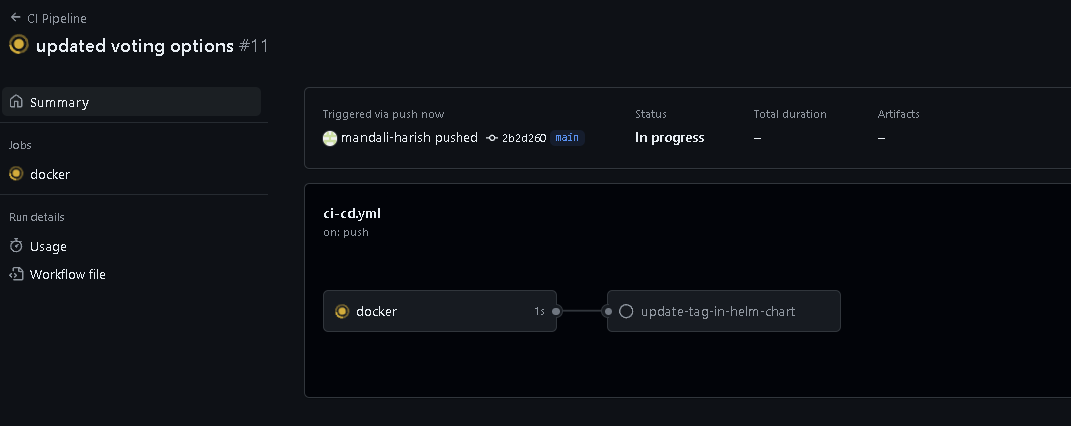 CI Pipeline
updated voting options #11
Summary
Jobs
docker
Run details
Usage
Workflow file
Triggered via push now
mandali-harish pushed 2b2d260 main
Status
In progress
Total duration
–
Artifacts
–
ci-cd.yml
on: push
docker 1s
update-tag-in-helm-chart